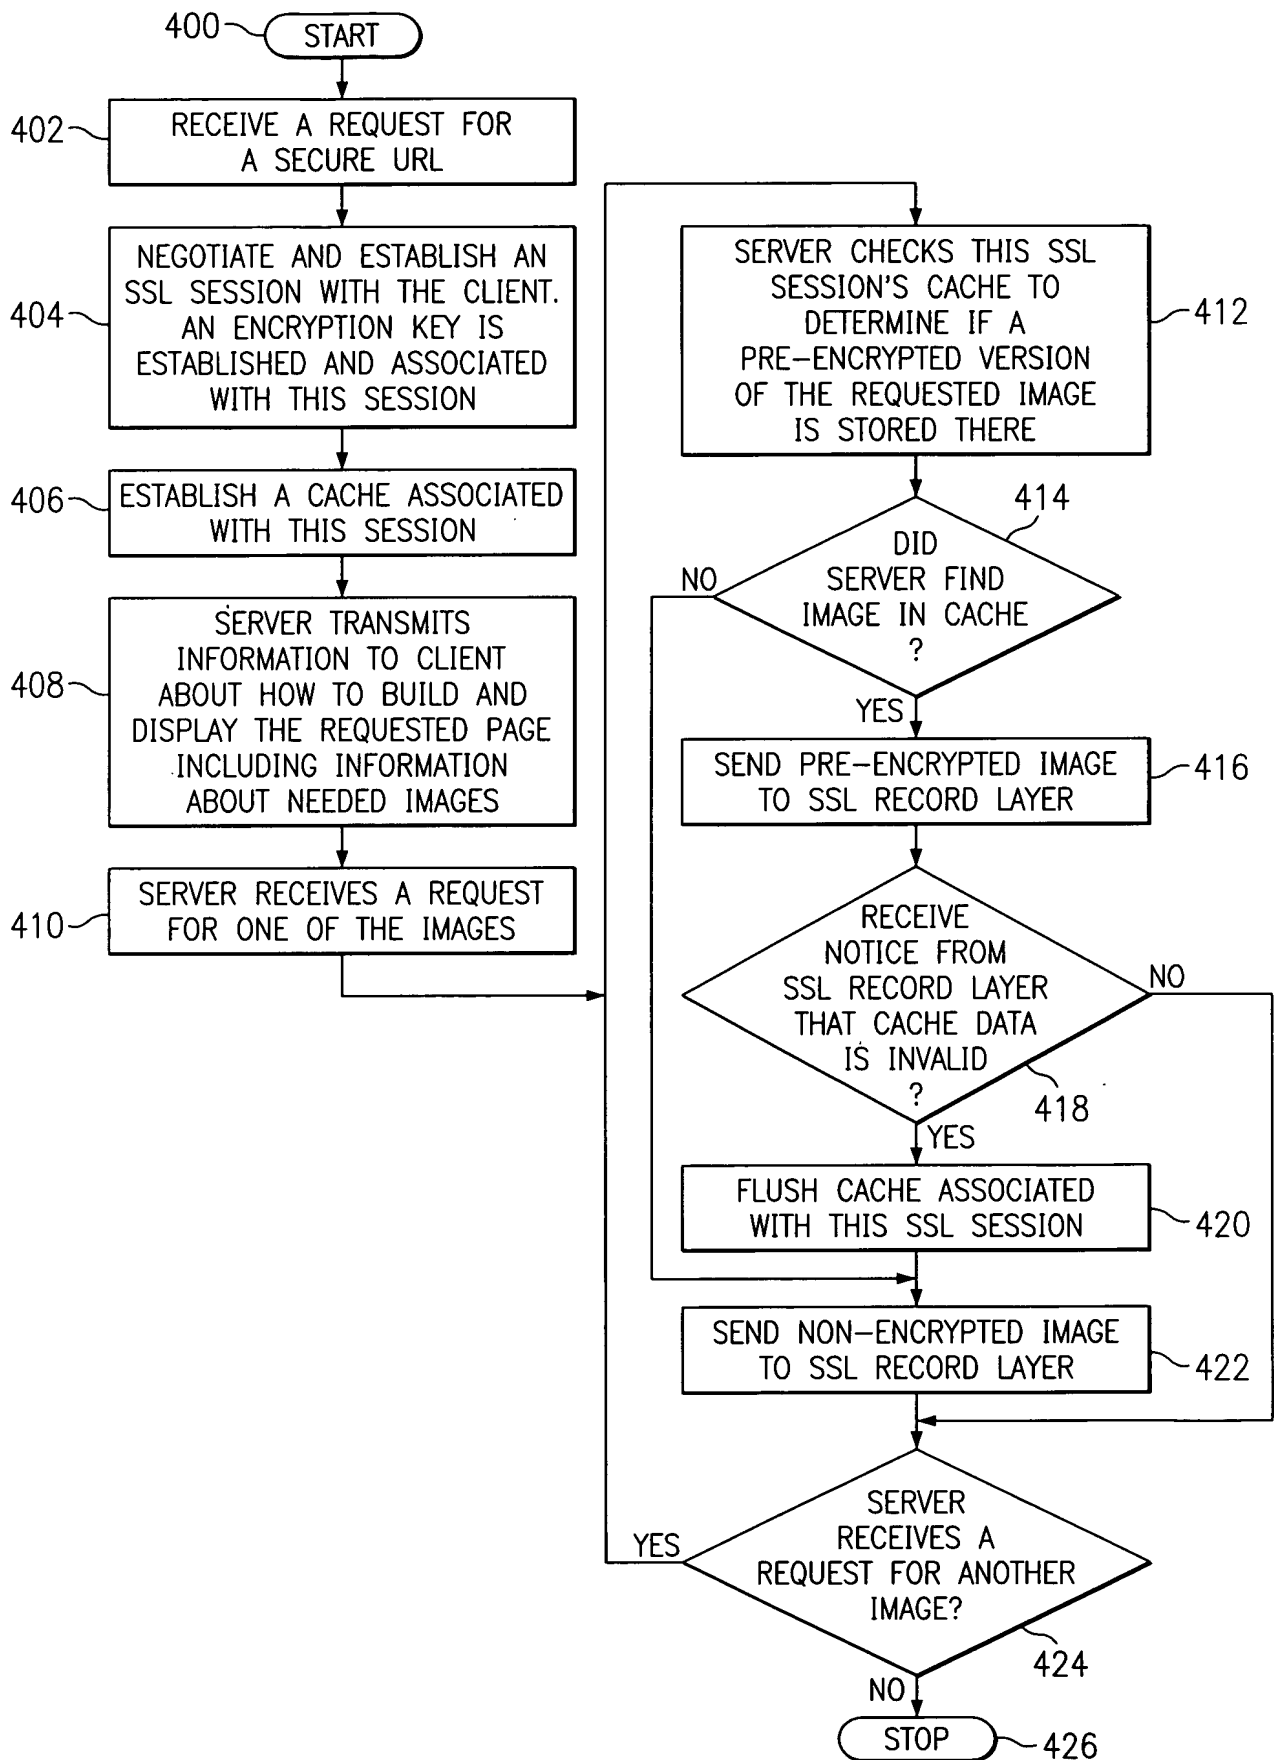 400
START
402
RECEIVE A REQUEST FOR
A SECURE URL
404
NEGOTIATE AND ESTABLISH AN
SSL SESSION WITH THE CLIENT.
AN ENCRYPTION KEY IS
ESTABLISHED AND ASSOCIATED
WITH THIS SESSION
406
ESTABLISH A CACHE ASSOCIATED
WITH THIS SESSION
408
SERVER TRANSMITS
INFORMATION TO CLIENT
ABOUT HOW TO BUILD AND
DISPLAY THE REQUESTED PAGE
INCLUDING INFORMATION
ABOUT NEEDED IMAGES
410
SERVER RECEIVES A REQUEST
FOR ONE OF THE IMAGES
SERVER CHECKS THIS SSL
SESSION'S CACHE TO
DETERMINE IF A
PRE-ENCRYPTED VERSION
OF THE REQUESTED IMAGE
IS STORED THERE
412
414
DID
SERVER FIND
IMAGE IN CACHE
?
NO
YES
SEND PRE-ENCRYPTED IMAGE
TO SSL RECORD LAYER
416
RECEIVE
NOTICE FROM
SSL RECORD LAYER
THAT CACHE DATA
IS INVALID
?
NO
418
YES
FLUSH CACHE ASSOCIATED
WITH THIS SSL SESSION
420
SEND NON-ENCRYPTED IMAGE
TO SSL RECORD LAYER
422
SERVER
RECEIVES A
REQUEST FOR ANOTHER
IMAGE?
YES
424
NO
STOP
426